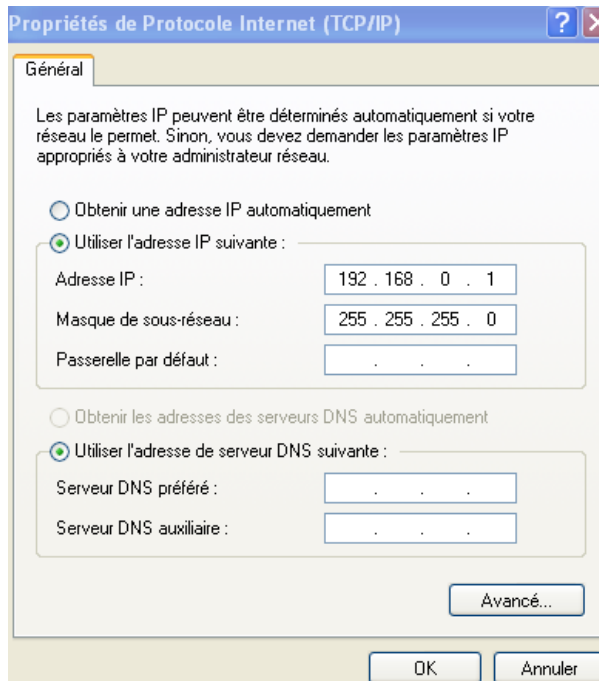 Propriétés de Protocole Internet (TCP/IP)
?
X
Général
Les paramètres IP peuvent être déterminés automatiquement si votre
réseau le permet. Sinon, vous devez demander les paramètres IP
appropriés à votre administrateur réseau.
Obtenir une adresse IP automatiquement
Utiliser l'adresse IP suivante :
Adresse IP : 192 . 168 . 0 . 1
Masque de sous-réseau : 255 . 255 . 255 . 0
Passerelle par défaut : . . .
Obtenir les adresses des serveurs DNS automatiquement
Utiliser l'adresse de serveur DNS suivante :
Serveur DNS préféré : . . .
Serveur DNS auxiliaire : . . .
Avancé...
OK Annuler